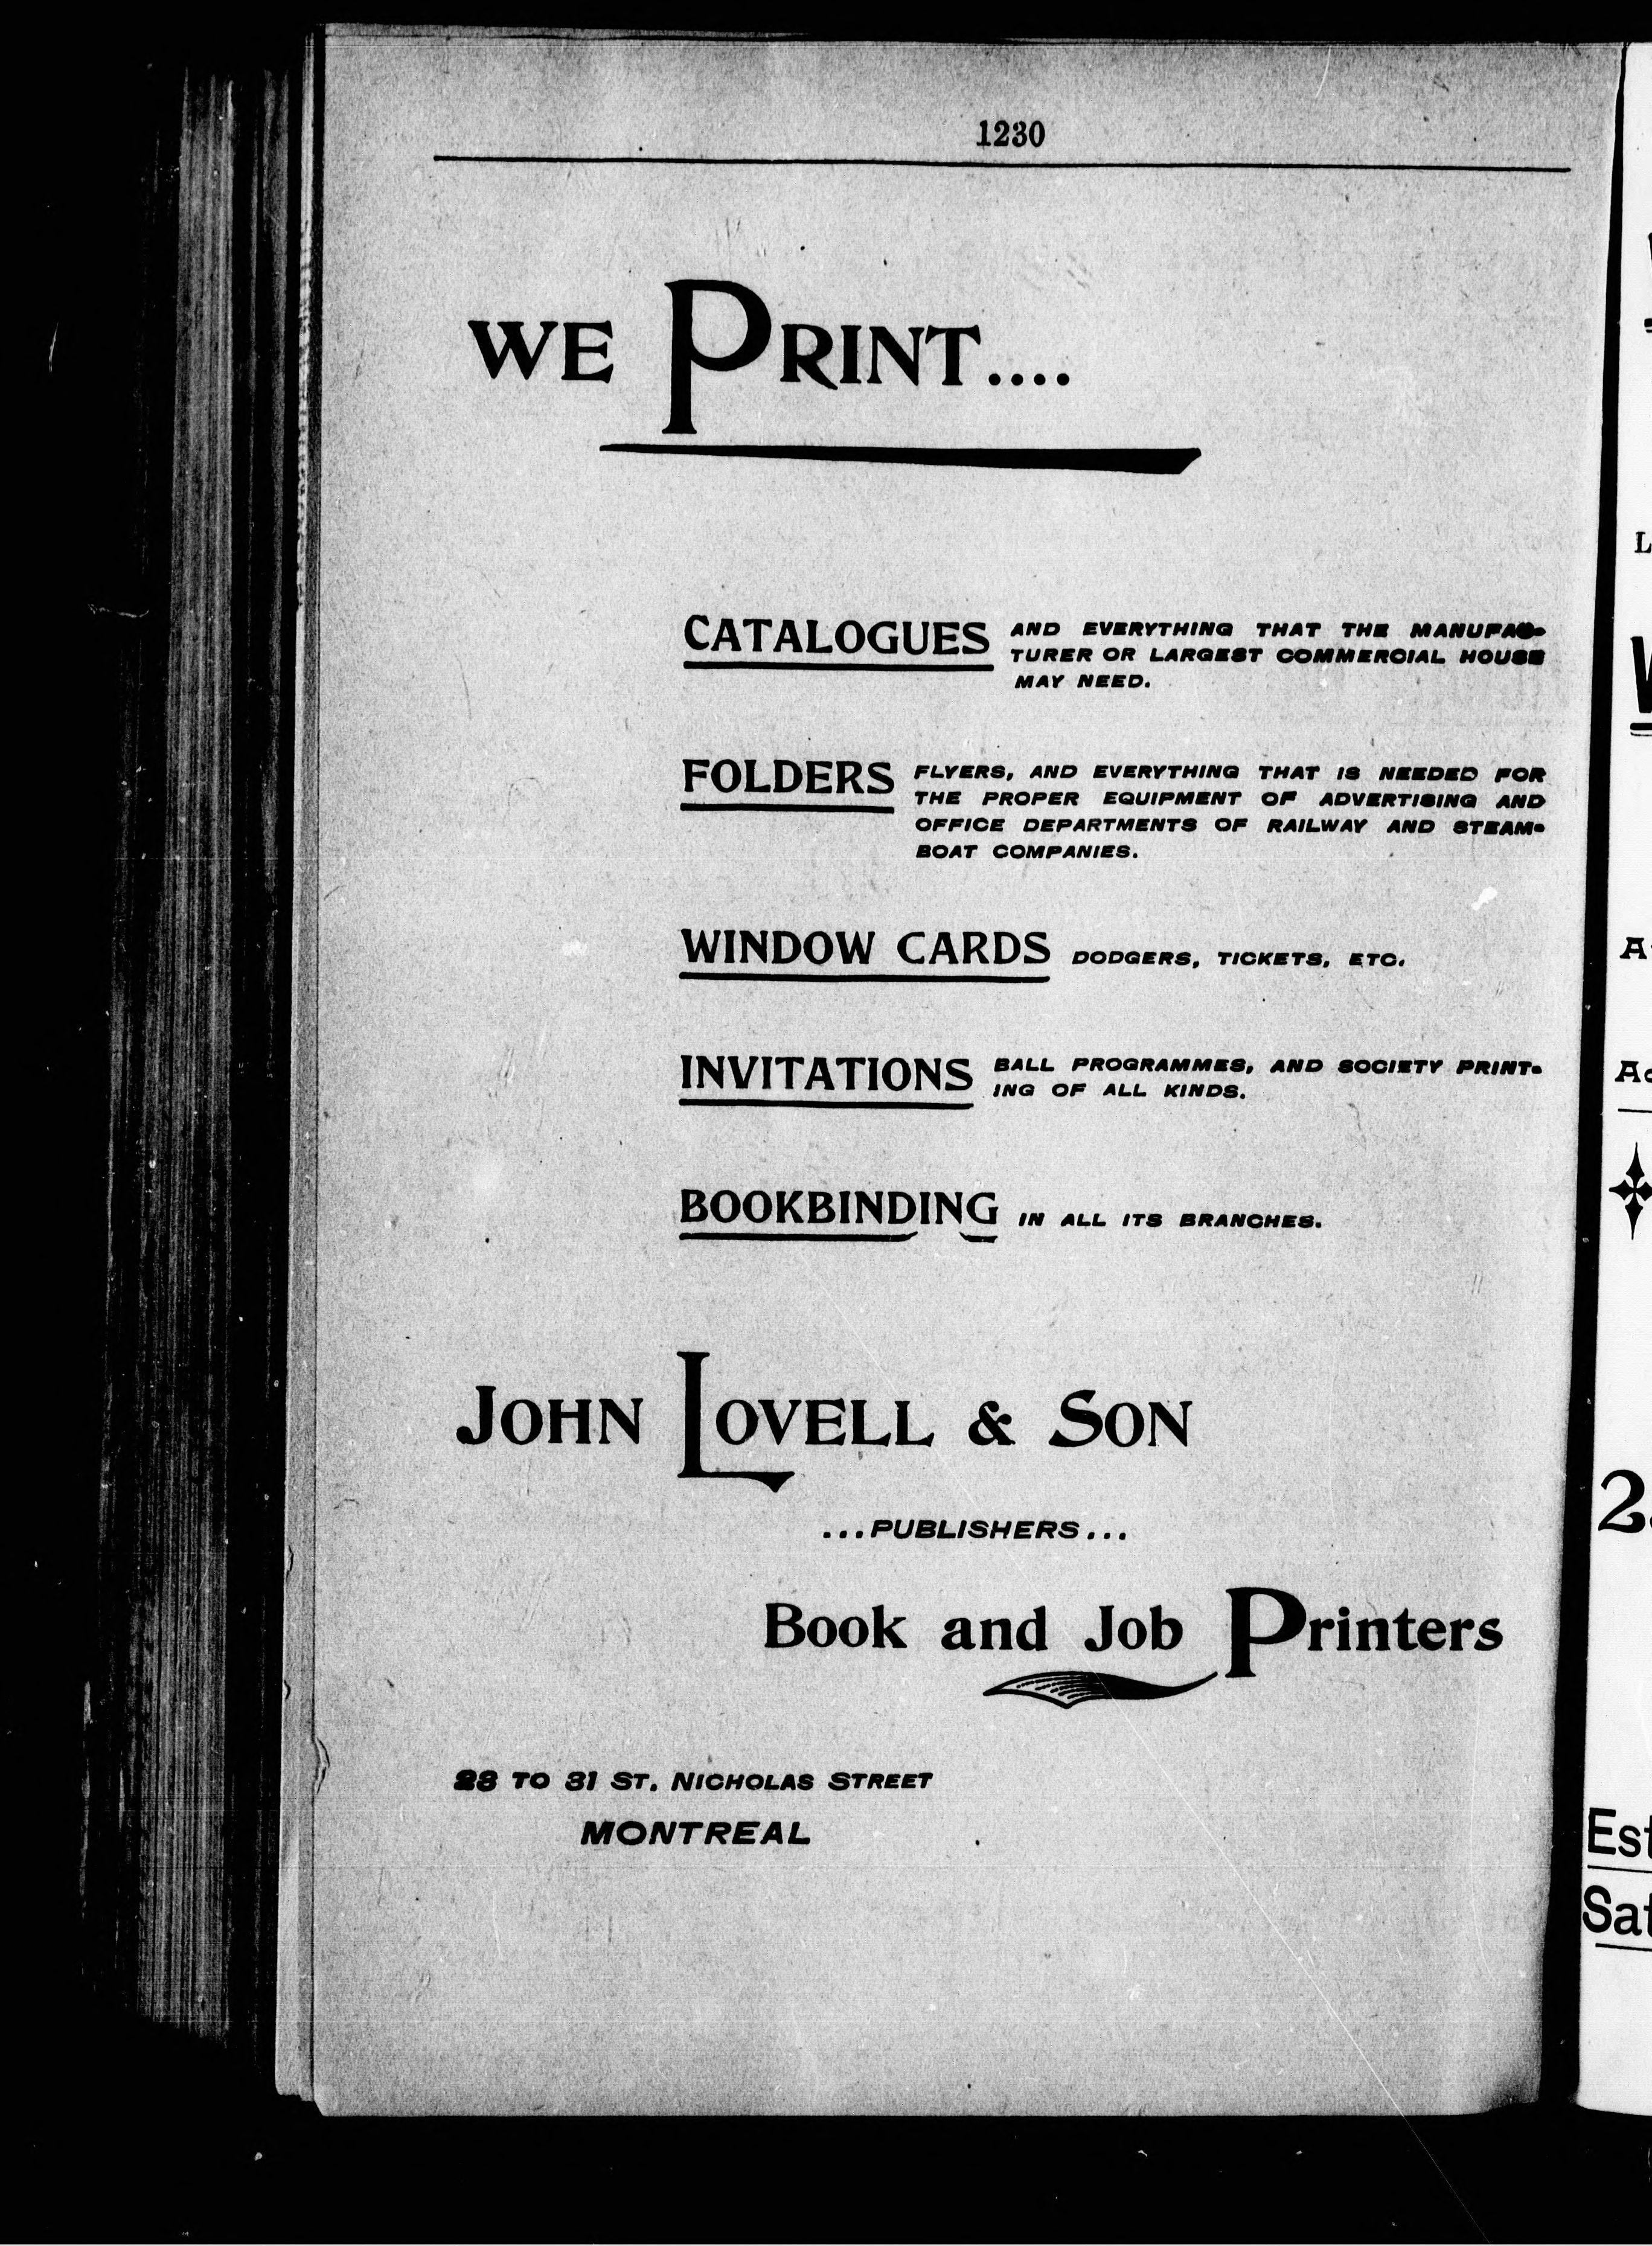 1230
WE PRINT....
CATALOGUES AND EVERYTHING THAT THE MANUFAC-
TURER OR LARGEST COMMERCIAL HOUSE
MAY NEED.
FOLDERS FLYERS, AND EVERYTHING THAT IS NEEDED FOR
THE PROPER EQUIPMENT OF ADVERTISING AND
OFFICE DEPARTMENTS OF RAILWAY AND STEAM-
BOAT COMPANIES.
WINDOW CARDS DODGERS, TICKETS, ETC.
INVITATIONS BALL PROGRAMMES, AND SOCIETY PRINT-
ING OF ALL KINDS.
BOOKBINDING IN ALL ITS BRANCHES.
JOHN LOVELL & SON
...PUBLISHERS...
Book and Job Printers
23 TO 31 ST. NICHOLAS STREET
MONTREAL
Est
Sat